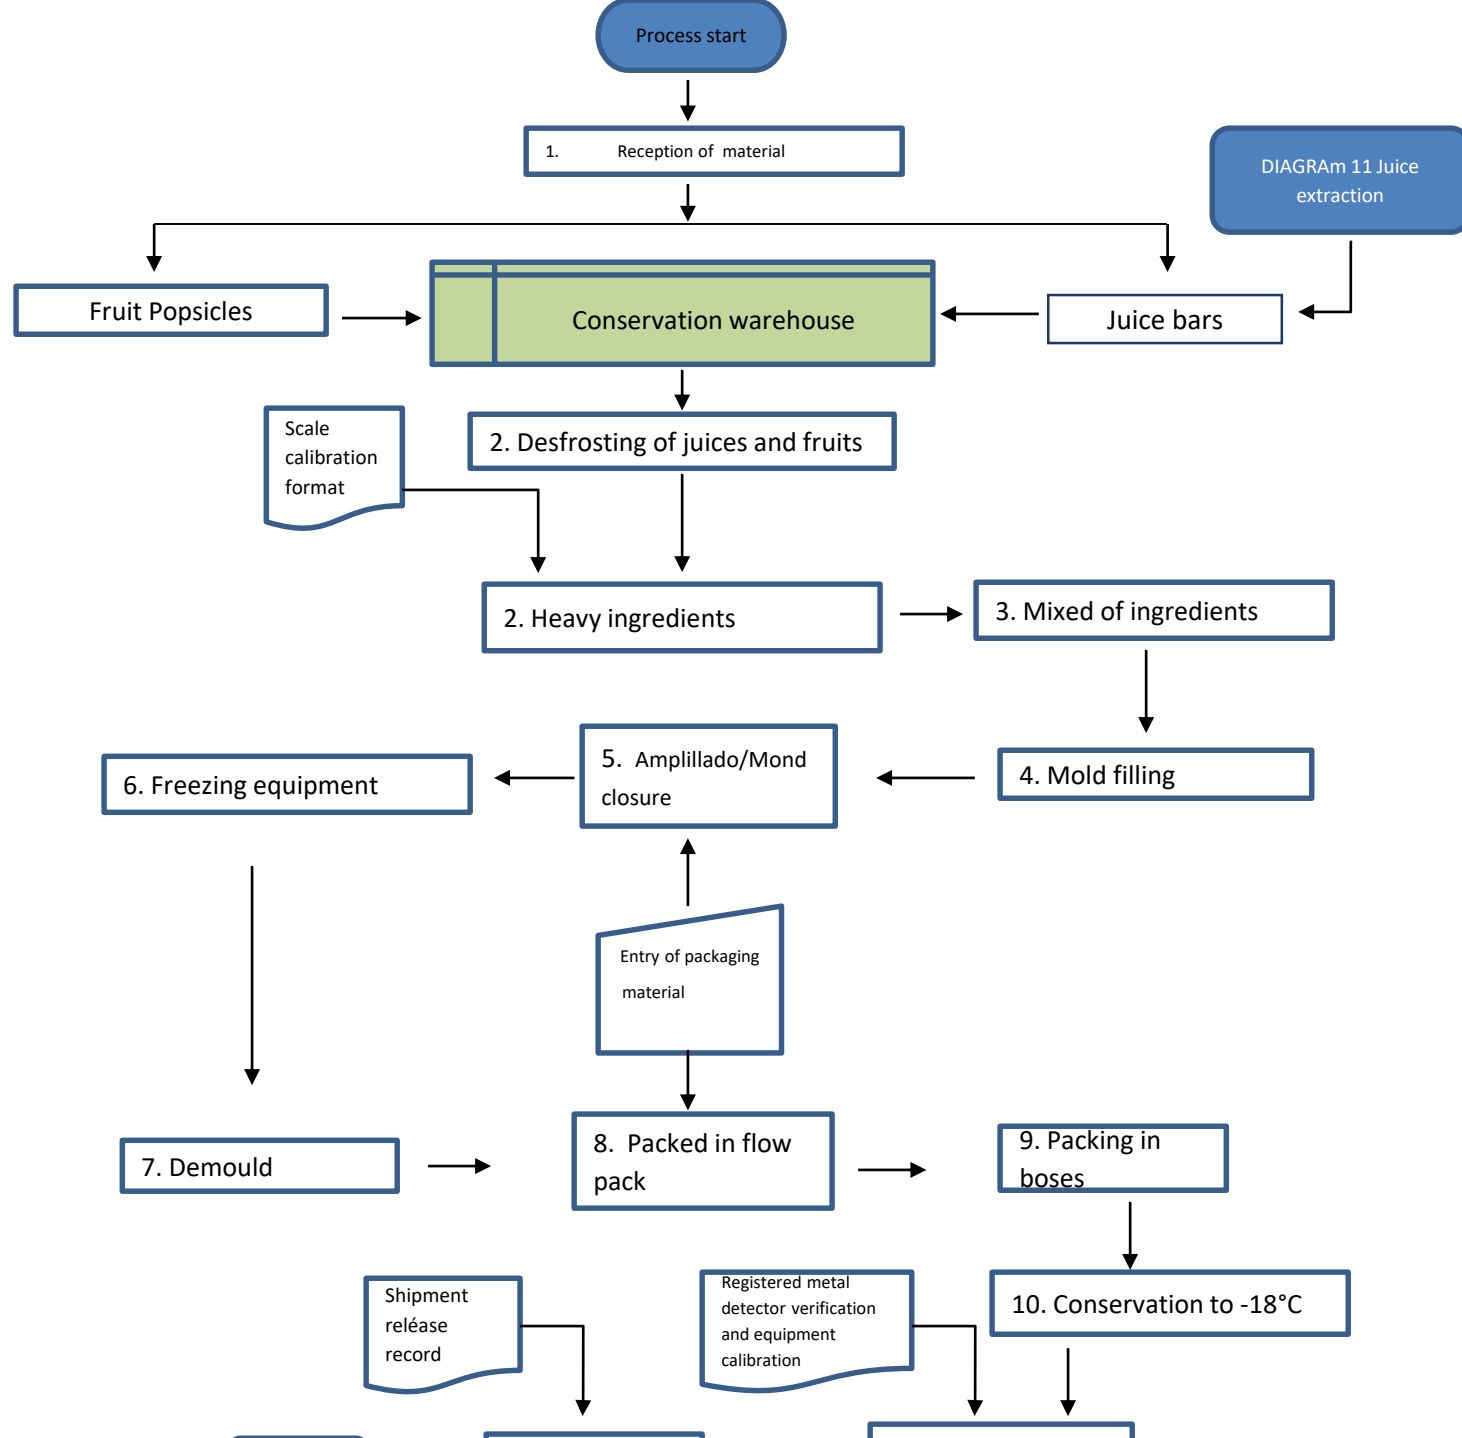 Process start
1. Reception of material
DIAGRAm 11 Juice
extraction
Fruit Popsicles
Conservation warehouse
Juice bars
Scale
calibration
format
2. Desfrosting of juices and fruits
2. Heavy ingredients
3. Mixed of ingredients
6. Freezing equipment
5. Amplillado/Mond
closure
4. Mold filling
Entry of packaging
material
7. Demould
8. Packed in flow
pack
9. Packing in
boses
Shipment
reléase
record
Registered metal
detector verification
and equipment
calibration
10. Conservation to -18°C